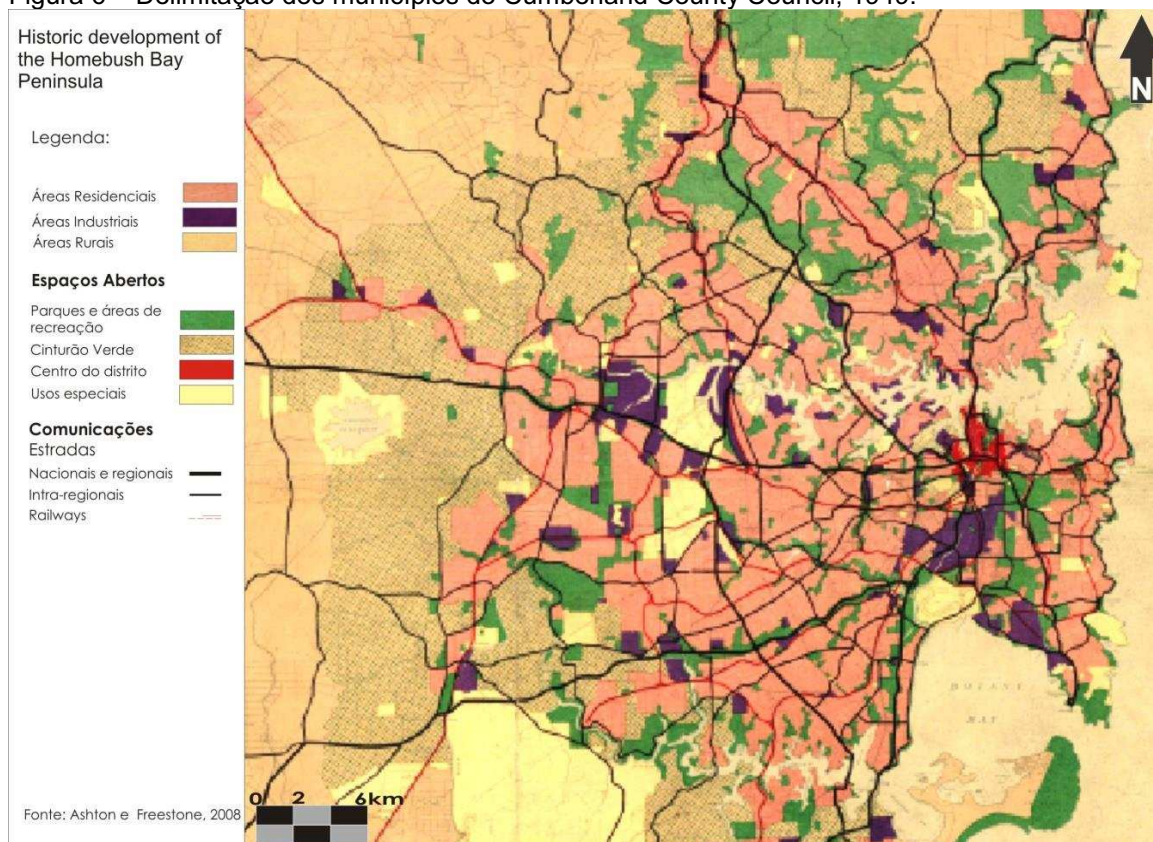 Figura 6 – Delimitação dos municípios do Cumberland County Council, 1948.
Historic development of
the Homebush Bay
Peninsula
Legenda:
Áreas Residenciais
Áreas Industriais
Áreas Rurais
Espaços Abertos
Parques e áreas de
recreação
Cinturão Verde
Centro do distrito
Usos especiais
Comunicações
Estradas
Nacionais e regionais
Intra-regionais
Railways
Fonte: Ashton e Freestone, 2008
0 2 6km
N
BOTANY
BAY